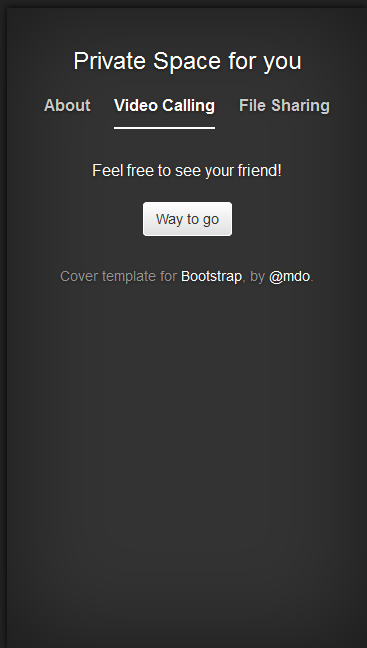 Private Space for you
About Video Calling File Sharing
Feel free to see your friend!
Way to go
Cover template for Bootstrap, by @mdo.